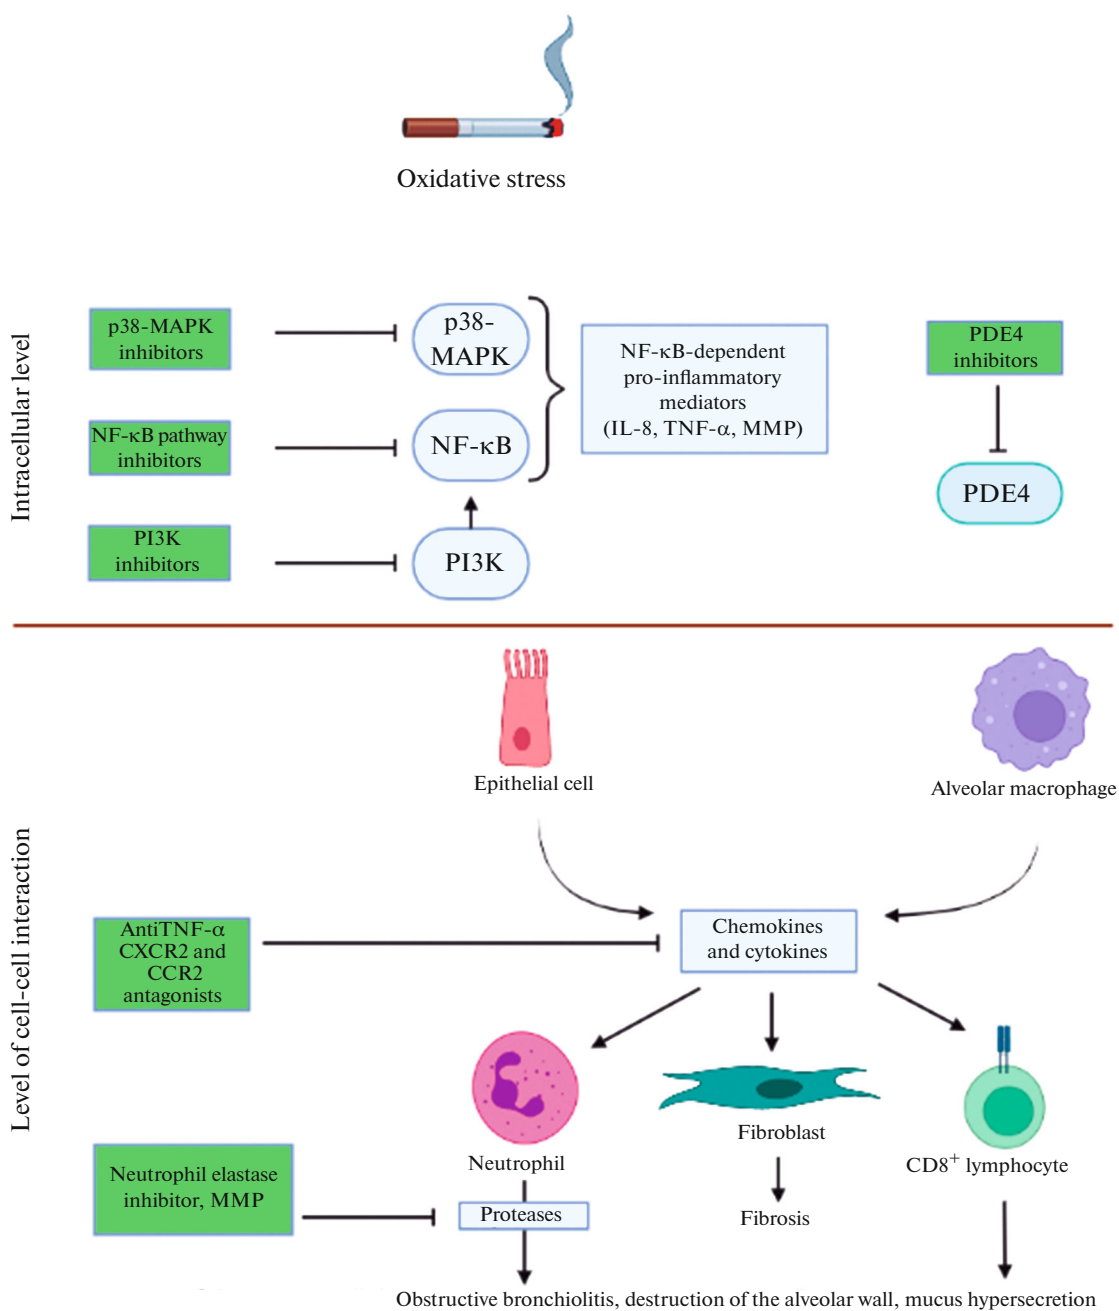 Oxidative stress
Intracellular level
p38-MAPK
inhibitors
p38-
MAPK
NF-κB-dependent
pro-inflammatory
mediators
(IL-8, TNF-α, MMP)
PDE4
inhibitors
NF-κB pathway
inhibitors
NF-κB
PDE4
PI3K
inhibitors
PI3K
Level of cell-cell interaction
Epithelial cell
Alveolar macrophage
AntiTNF-α
CXCR2 and
CCR2
antagonists
Chemokines
and cytokines
Neutrophil
Fibroblast
CD8⁺ lymphocyte
Neutrophil elastase
inhibitor, MMP
Proteases
Fibrosis
Obstructive bronchiolitis, destruction of the alveolar wall, mucus hypersecretion